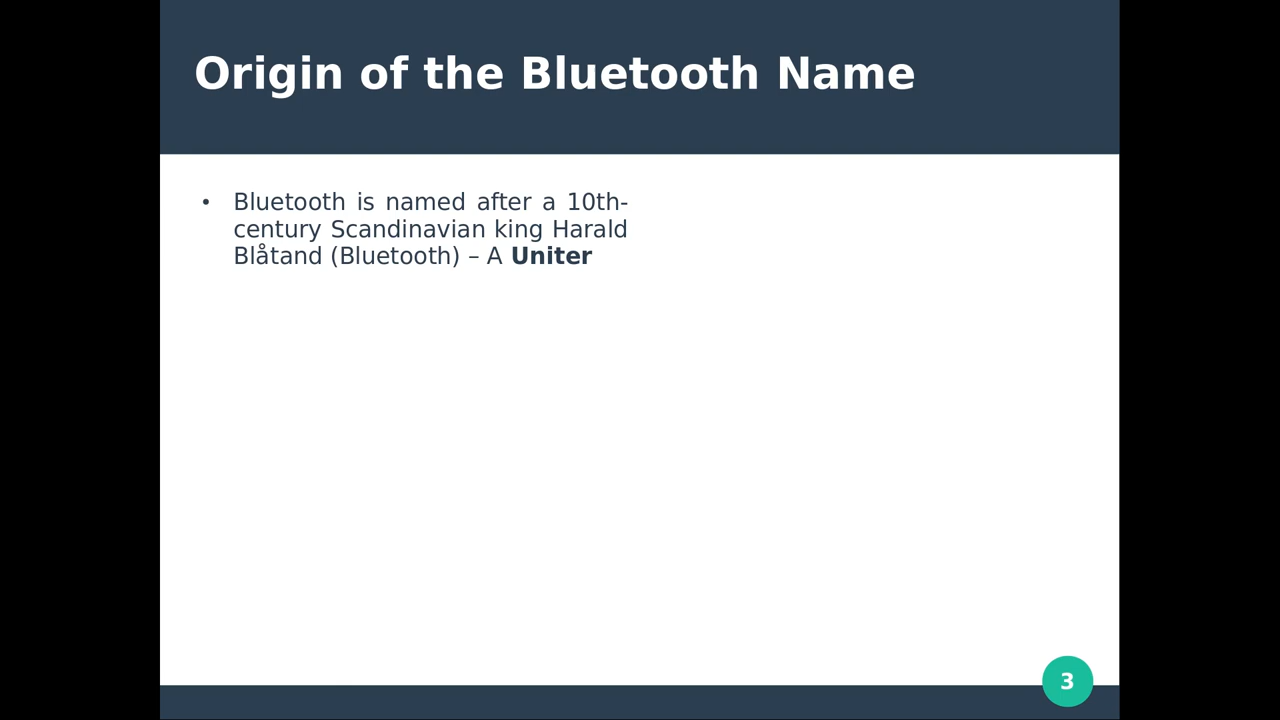 Origin of the Bluetooth Name
• Bluetooth is named after a 10th-
century Scandinavian king Harald
Blåtand (Bluetooth) – A Uniter
3